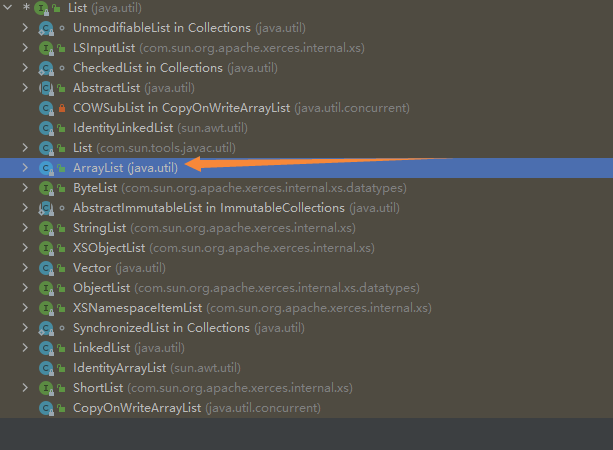 * List (java.util)
C UnmodifiableList in Collections (java.util)
I LSInputList (com.sun.org.apache.xerces.internal.xs)
C CheckedList in Collections (java.util)
C AbstractList (java.util)
C COWSubList in CopyOnWriteArrayList (java.util.concurrent)
C IdentityLinkedList (sun.awt.util)
C List (com.sun.tools.javac.util)
C ArrayList (java.util)
I ByteList (com.sun.org.apache.xerces.internal.xs.datatypes)
C AbstractImmutableList in ImmutableCollections (java.util)
I StringList (com.sun.org.apache.xerces.internal.xs)
I XSObjectList (com.sun.org.apache.xerces.internal.xs)
C Vector (java.util)
I ObjectList (com.sun.org.apache.xerces.internal.xs.datatypes)
I XSNamespaceItemList (com.sun.org.apache.xerces.internal.xs)
C SynchronizedList in Collections (java.util)
C LinkedList (java.util)
C IdentityArrayList (sun.awt.util)
I ShortList (com.sun.org.apache.xerces.internal.xs)
C CopyOnWriteArrayList (java.util.concurrent)